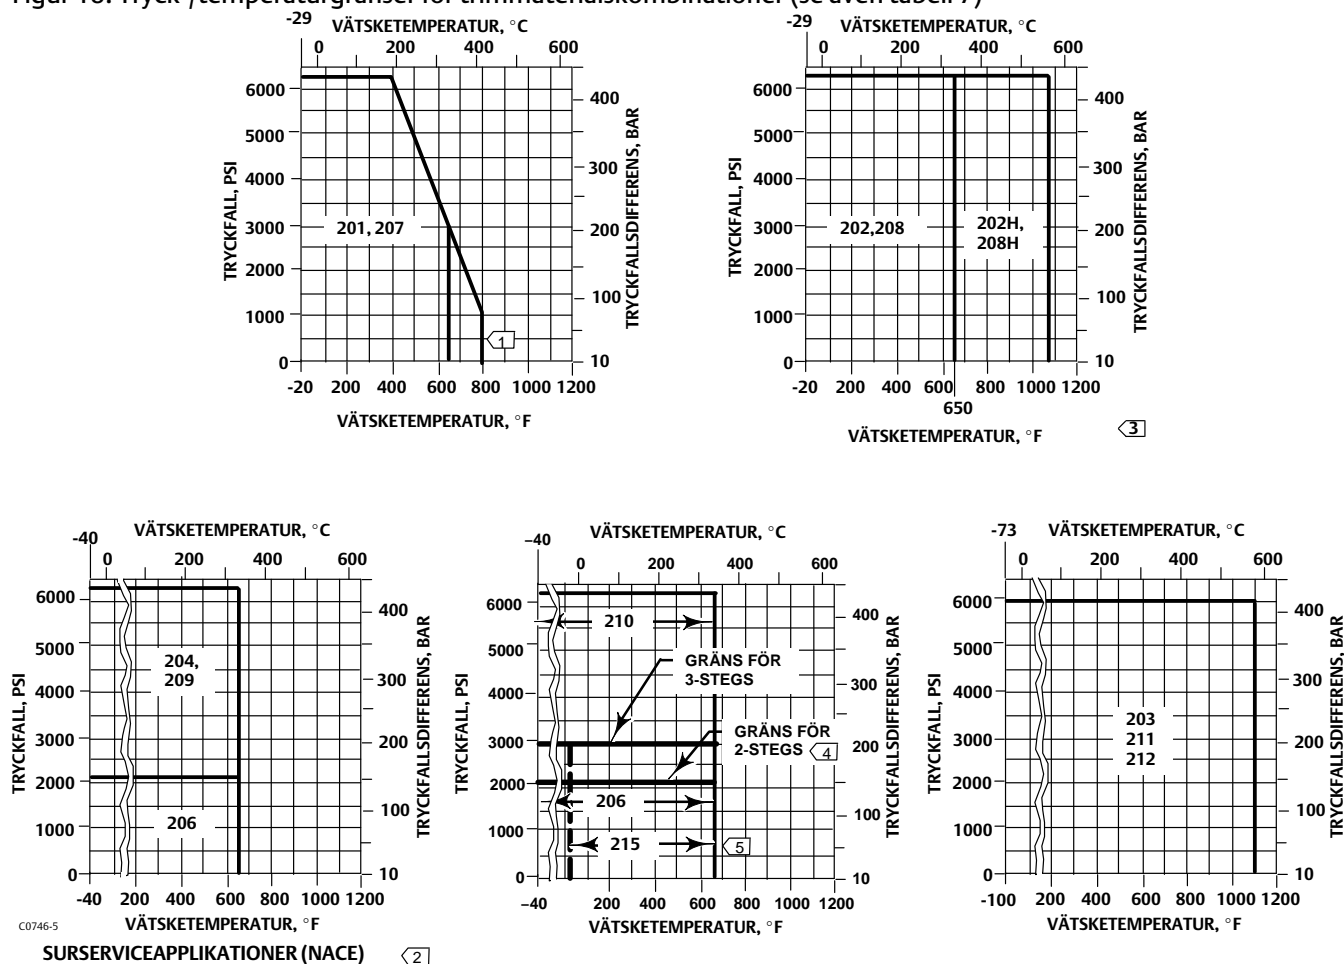 Figur 16. Tryck-/temperaturgränser för trimmaterialskombinationer (se även tabell 7)
-29
VÄTSKETEMPERATUR, °C
0 200 400 600
TRYCKFALL, PSI
6000
5000
4000
3000
2000
1000
0
201, 207
1
400
300
200
100
10
TRYCKFALLSDIFFERENS, BAR
-20 200 400 600 800 1000 1200
VÄTSKETEMPERATUR, °F
-29
VÄTSKETEMPERATUR, °C
0 200 400 600
TRYCKFALL, PSI
6000
5000
4000
3000
2000
1000
0
202,208
202H,
208H
400
300
200
100
10
TRYCKFALLSDIFFERENS, BAR
-20 200 400 600 800 1000 1200
650
VÄTSKETEMPERATUR, °F
3
-40
VÄTSKETEMPERATUR, °C
0 200 400 600
TRYCKFALL, PSI
6000
5000
4000
3000
2000
1000
0
204,
209
206
400
300
200
100
10
TRYCKFALLSDIFFERENS, BAR
-40 200 400 600 800 1000 1200
VÄTSKETEMPERATUR, °F
C0746-5
SURSERVICEAPPLIKATIONER (NACE)
2
-40
VÄTSKETEMPERATUR, °C
0 200 400 600
TRYCKFALL, PSI
6000
5000
4000
3000
2000
1000
0
210
GRÄNS FÖR
3-STEGS
GRÄNS FÖR
2-STEGS
4
206
215
5
400
300
200
100
10
TRYCKFALLSDIFFERENS, BAR
-40 200 400 600 800 1000 1200
VÄTSKETEMPERATUR, °F
-73
VÄTSKETEMPERATUR, °C
0 200 400 600
TRYCKFALL, PSI
6000
5000
4000
3000
2000
1000
0
203
211
212
400
300
200
100
10
TRYCKFALLSDIFFERENS, BAR
-100 200 400 600 800 1000 1200
VÄTSKETEMPERATUR, °F